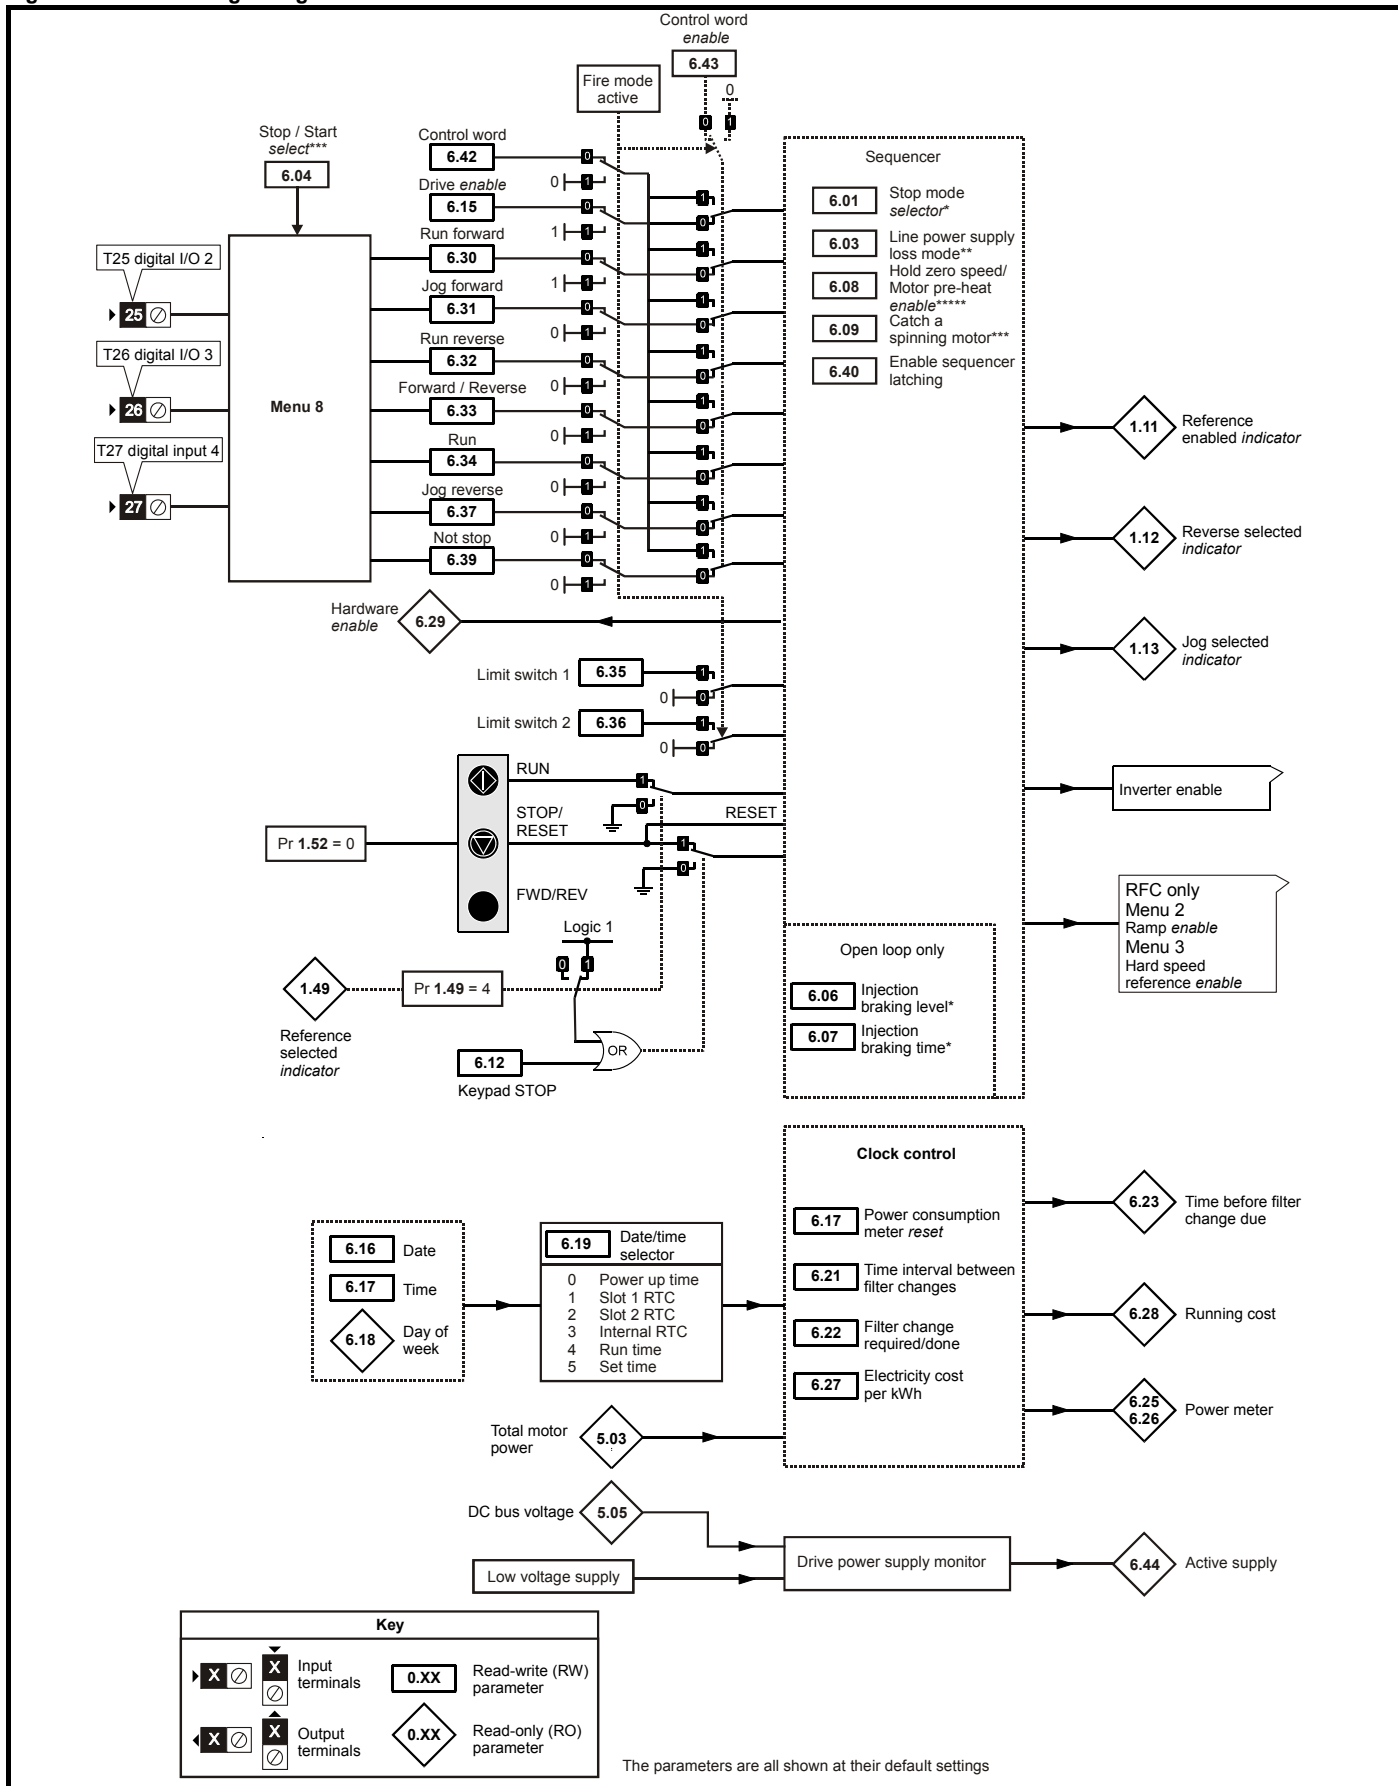 Control word
enable
6.43
Fire mode
active
0
0
1
Stop / Start
select***
6.04
Control word
6.42
0
0
1
Drive enable
6.15
0
1
1
Run forward
6.30
0
1
1
Jog forward
6.31
0
0
1
Run reverse
6.32
0
0
1
Forward / Reverse
6.33
0
0
1
Run
6.34
0
0
1
Jog reverse
6.37
0
0
1
Not stop
6.39
0
0
1
1
0
1
0
1
0
1
0
1
0
1
0
1
0
1
0
T25 digital I/O 2
25
T26 digital I/O 3
26
T27 digital input 4
27
Menu 8
Sequencer
6.01
Stop mode
selector*
6.03
Line power supply
loss mode**
6.08
Hold zero speed/
Motor pre-heat
enable*****
6.09
Catch a
spinning motor***
6.40
Enable sequencer
latching
1.11
Reference
enabled indicator
1.12
Reverse selected
indicator
1.13
Jog selected
indicator
Hardware
enable
6.29
Limit switch 1
6.35
1
0
0
Limit switch 2
6.36
1
0
0
RUN
1
0
STOP/
RESET
RESET
1
0
FWD/REV
Pr 1.52 = 0
Inverter enable
RFC only
Menu 2
Ramp enable
Menu 3
Hard speed
reference enable
Logic 1
0
1
1.49
Pr 1.49 = 4
Reference
selected
indicator
OR
6.12
Keypad STOP
Open loop only
6.06
Injection
braking level*
6.07
Injection
braking time*
Clock control
6.17
Power consumption
meter reset
6.21
Time interval between
filter changes
6.22
Filter change
required/done
6.27
Electricity cost
per kWh
6.16
Date
6.17
Time
6.18
Day of
week
6.19
Date/time
selector
0 Power up time
1 Slot 1 RTC
2 Slot 2 RTC
3 Internal RTC
4 Run time
5 Set time
6.23
Time before filter
change due
6.28
Running cost
6.25
6.26
Power meter
Total motor
power
5.03
DC bus voltage
5.05
Low voltage supply
Drive power supply monitor
6.44
Active supply
Key
X
X
Input
terminals
0.XX
Read-write (RW)
parameter
X
X
Output
terminals
0.XX
Read-only (RO)
parameter
The parameters are all shown at their default settings